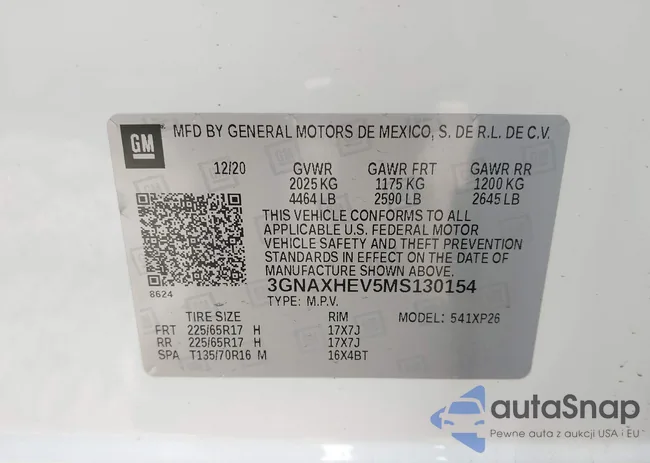 GM
MFD BY GENERAL MOTORS DE MEXICO, S. DE R.L. DE C.V.
12/20 GVWR GAWR FRT GAWR RR
2025 KG 1175 KG 1200 KG
4464 LB 2590 LB 2645 LB
THIS VEHICLE CONFORMS TO ALL
APPLICABLE U.S. FEDERAL MOTOR
VEHICLE SAFETY AND THEFT PREVENTION
STANDARDS IN EFFECT ON THE DATE OF
MANUFACTURE SHOWN ABOVE.
8624
3GNAXHEV5MS130154
TYPE: M.P.V.
TIRE SIZE RIM MODEL: 541XP26
FRT 225/65R17 H 17X7J
RR 225/65R17 H 17X7J
SPA T135/70R16 M 16X4BT
autoSnap
Pewne auta z aukcji USA i EU